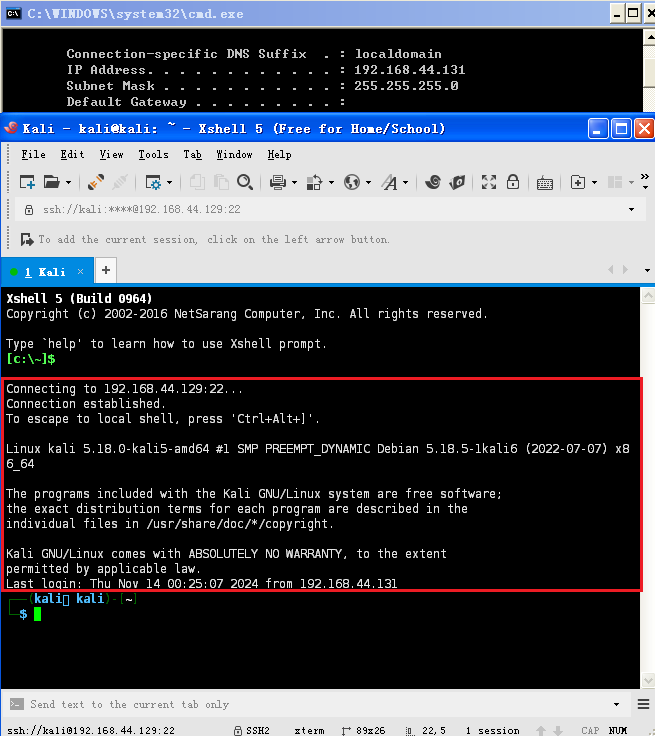 C:\WINDOWS\system32\cmd.exe
Connection-specific DNS Suffix  . : localdomain
IP Address. . . . . . . . . . . . : 192.168.44.131
Subnet Mask . . . . . . . . . . . : 255.255.255.0
Default Gateway . . . . . . . . . :
Kali - kali@kali: ~ - Xshell 5 (Free for Home/School)
File Edit View Tools Tab Window Help
ssh://kali:****@192.168.44.129:22
To add the current session, click on the left arrow button.
1 Kali × +
Xshell 5 (Build 0964)
Copyright (c) 2002-2016 NetSarang Computer, Inc. All rights reserved.
Type `help' to learn how to use Xshell prompt.
[c:\~]$
Connecting to 192.168.44.129:22...
Connection established.
To escape to local shell, press 'Ctrl+Alt+]'.
Linux kali 5.18.0-kali5-amd64 #1 SMP PREEMPT_DYNAMIC Debian 5.18.5-1kali6 (2022-07-07) x8
6_64
The programs included with the Kali GNU/Linux system are free software;
the exact distribution terms for each program are described in the
individual files in /usr/share/doc/*/copyright.
Kali GNU/Linux comes with ABSOLUTELY NO WARRANTY, to the extent
permitted by applicable law.
Last login: Thu Nov 14 00:25:07 2024 from 192.168.44.131
┌──(kali▯ kali)-[~]
└─$
Send text to the current tab only
ssh://kali@192.168.44.129:22 SSH2 xterm 89x26 22,5 1 session CAP NUM